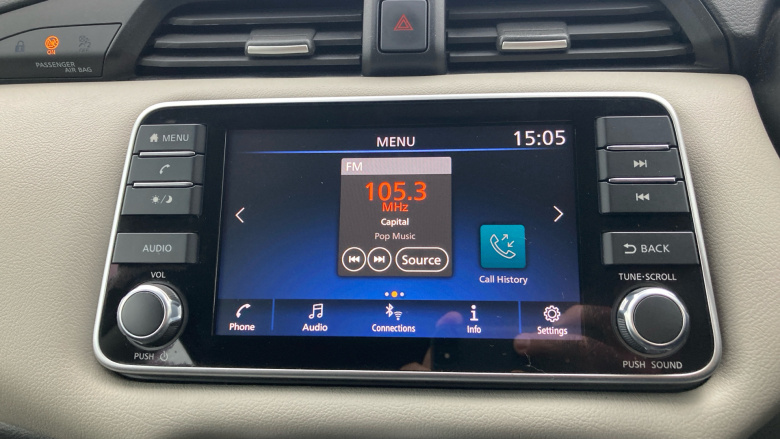 ON
PASSENGER
AIR BAG
MENU
AUDIO
VOL
PUSH
MENU
15:05
FM
105.3
MHz
Capital
Pop Music
Source
Call History
Phone
Audio
Connections
Info
Settings
BACK
TUNE·SCROLL
PUSH SOUND